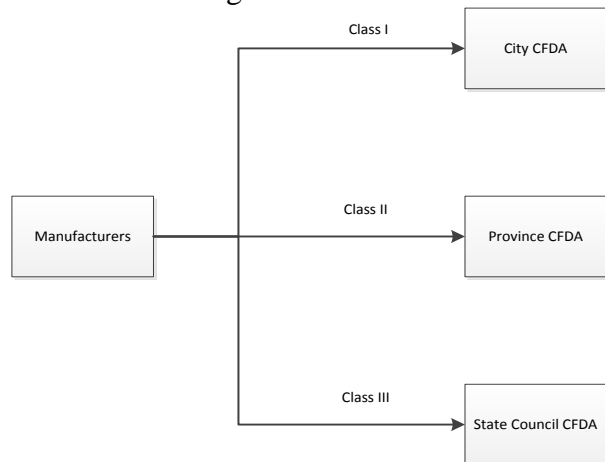 Class I
City CFDA
Class II
Manufacturers
Province CFDA
Class III
State Council CFDA